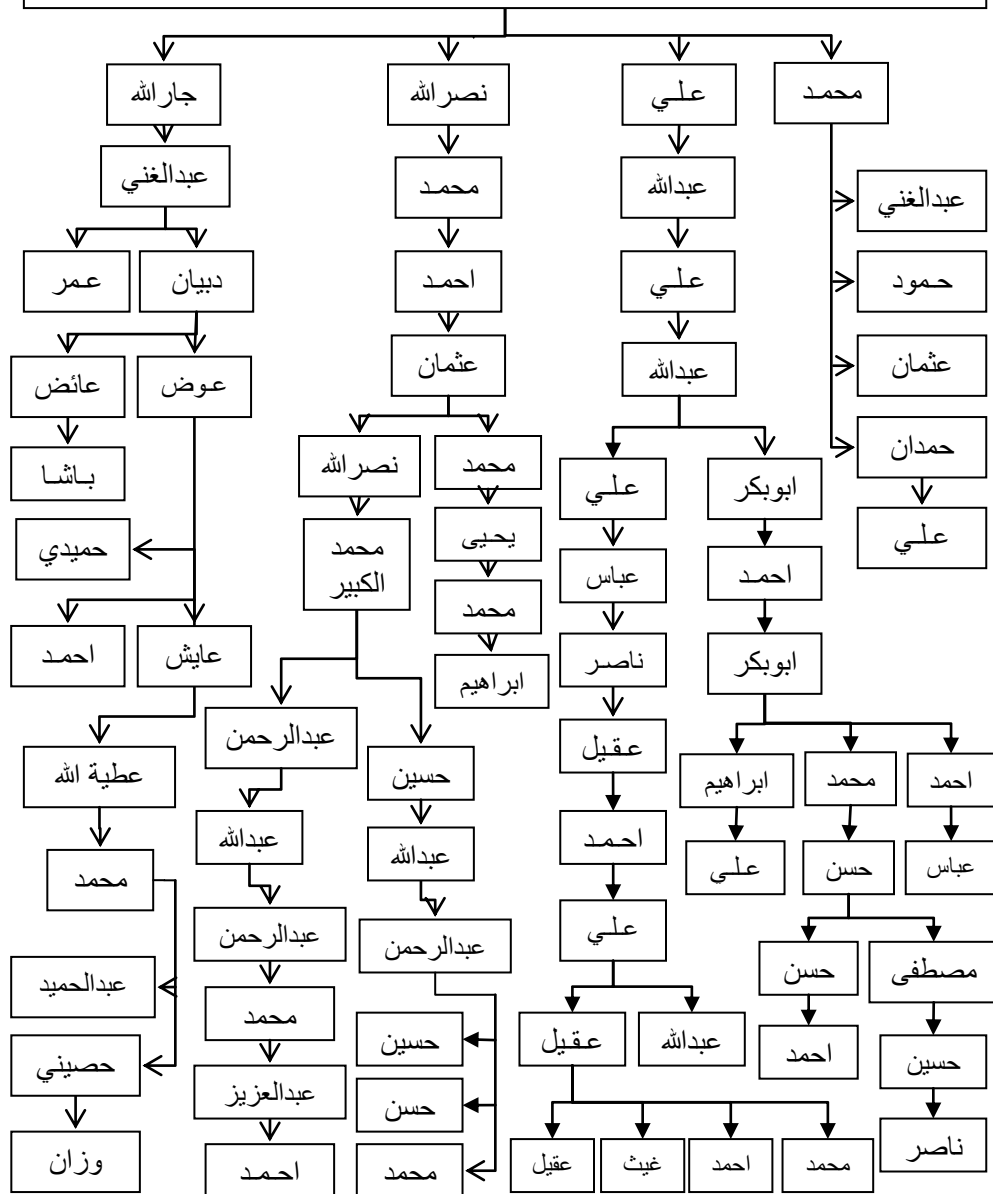 محمد
علي
نصرالله
جارالله
عبدالغني
عبدالله
محمد
عبدالغني
حمود
علي
احمد
دبيان
عمر
عثمان
عبدالله
عثمان
عوض
عائض
حمدان
ابوبكر
علي
محمد
نصرالله
باشا
علي
احمد
عباس
يحيى
محمد
الكبير
حميدي
ابوبكر
ناصر
محمد
ابراهيم
عايش
احمد
احمد
محمد
ابراهيم
عقيل
حسين
عبدالرحمن
عطية الله
عباس
حسن
علي
احمد
عبدالله
عبدالله
محمد
مصطفى
حسن
علي
عبدالرحمن
عبدالرحمن
عبدالحميد
حسين
احمد
عبدالله
عقيل
حسين
محمد
حصيني
ناصر
محمد
احمد
غيث
عقيل
حسن
محمد
عبدالعزيز
احمد
وزان